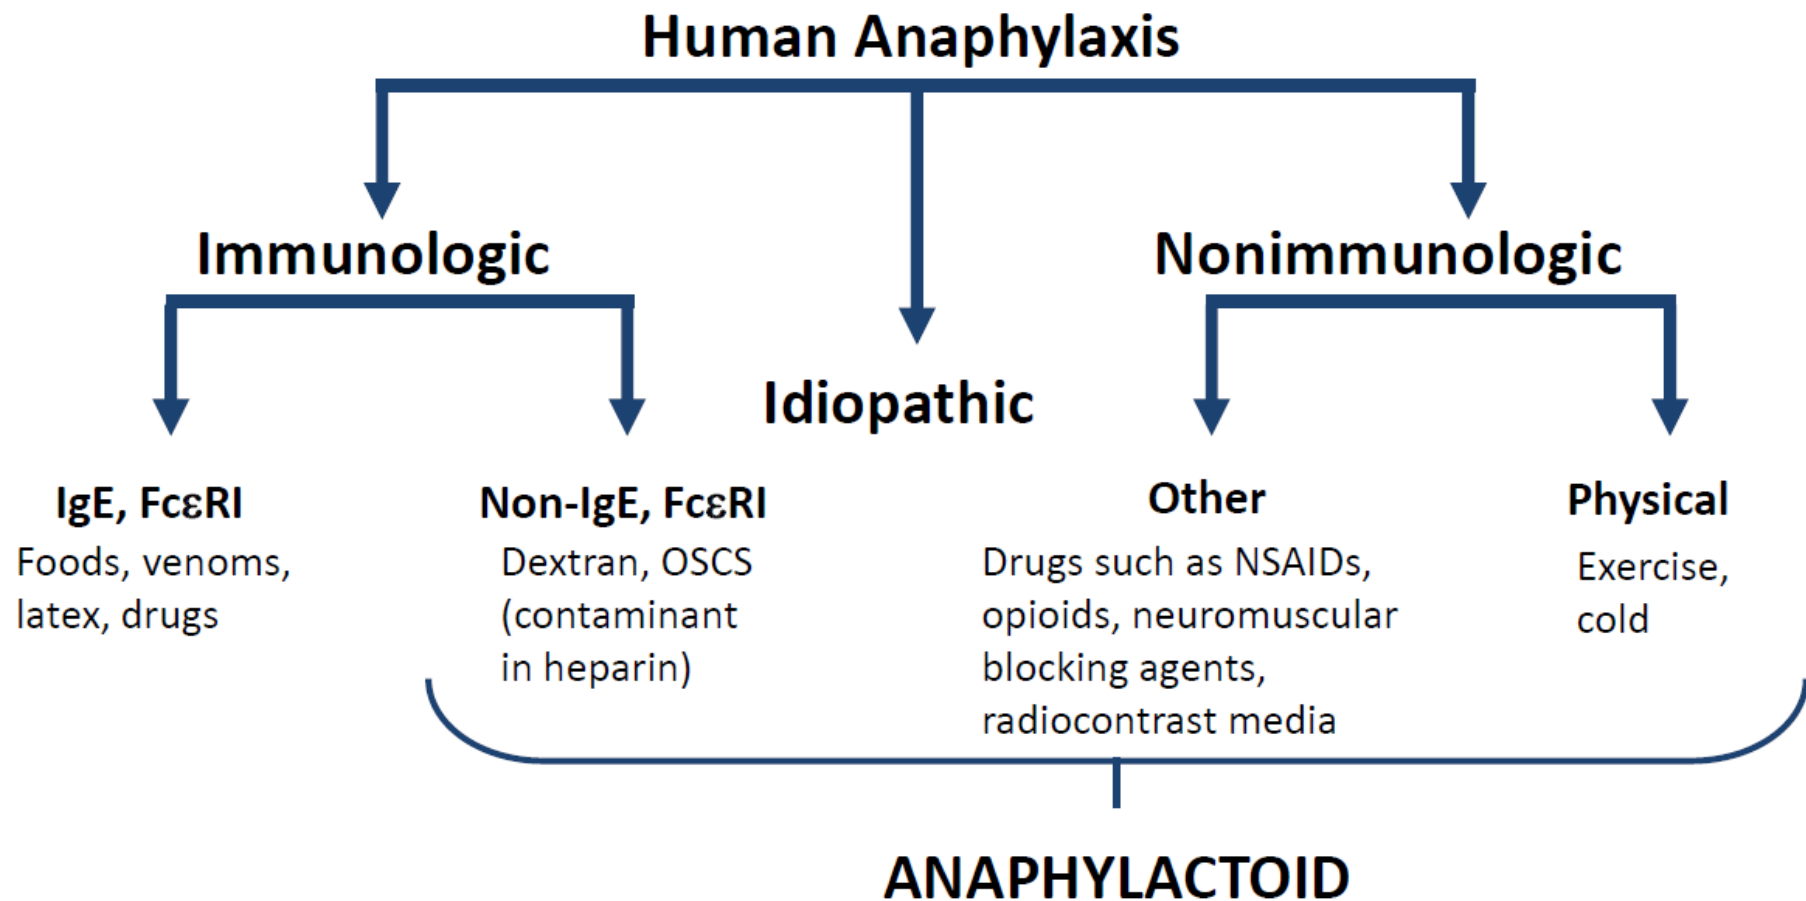 Human Anaphylaxis
Immunologic
Nonimmunologic
Idiopathic
IgE, FcεRI
Foods, venoms,
latex, drugs
Non-IgE, FcεRI
Dextran, OSCS
(contaminant
in heparin)
Other
Drugs such as NSAIDs,
opioids, neuromuscular
blocking agents,
radiocontrast media
Physical
Exercise,
cold
ANAPHYLACTOID